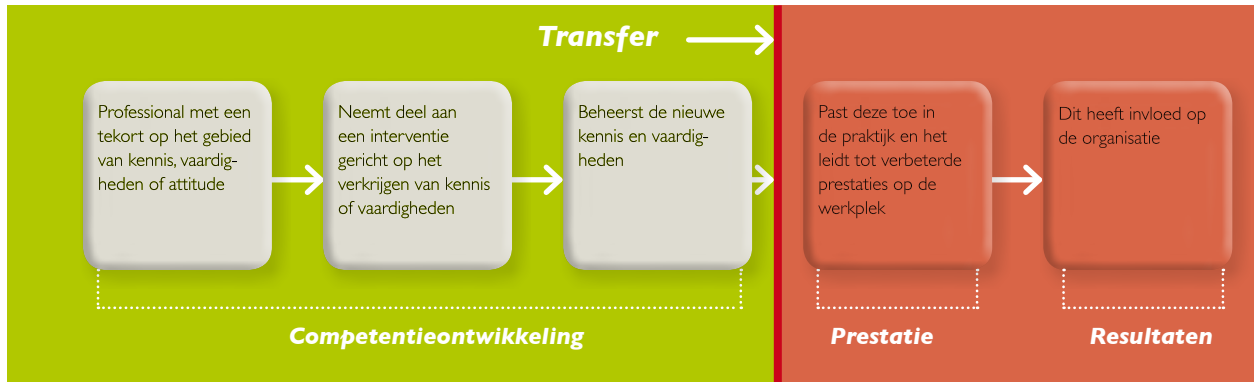 Transfer
Professional met een
tekort op het gebied
van kennis, vaardig-
heden of attitude
Neemt deel aan
een interventie
gericht op het
verkrijgen van kennis
of vaardigheden
Beheerst de nieuwe
kennis en vaardig-
heden
Past deze toe in
de praktijk en het
leidt tot verbeterde
prestaties op de
werkplek
Dit heeft invloed op
de organisatie
Competentieontwikkeling
Prestatie
Resultaten